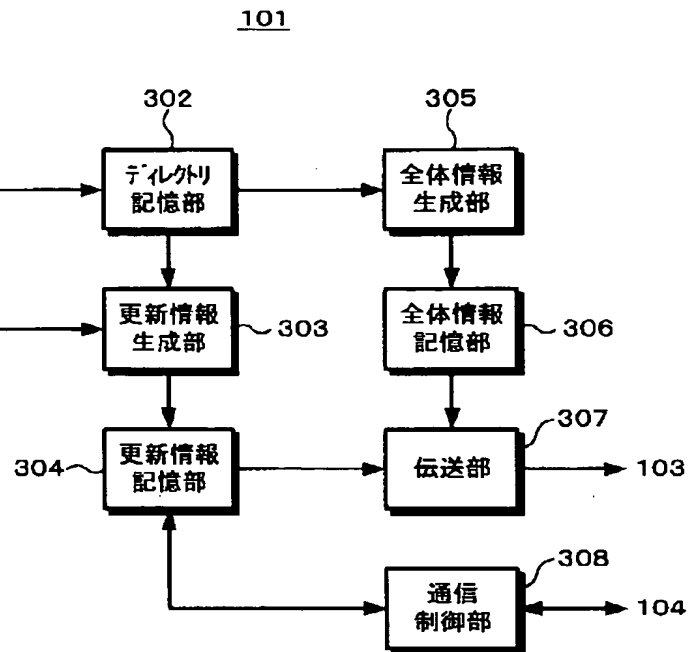 101
302
305
ディレクトリ
記憶部
全体情報
生成部
更新情報
生成部
303
全体情報
記憶部
306
307
304
更新情報
記憶部
伝送部
103
308
通信
制御部
104